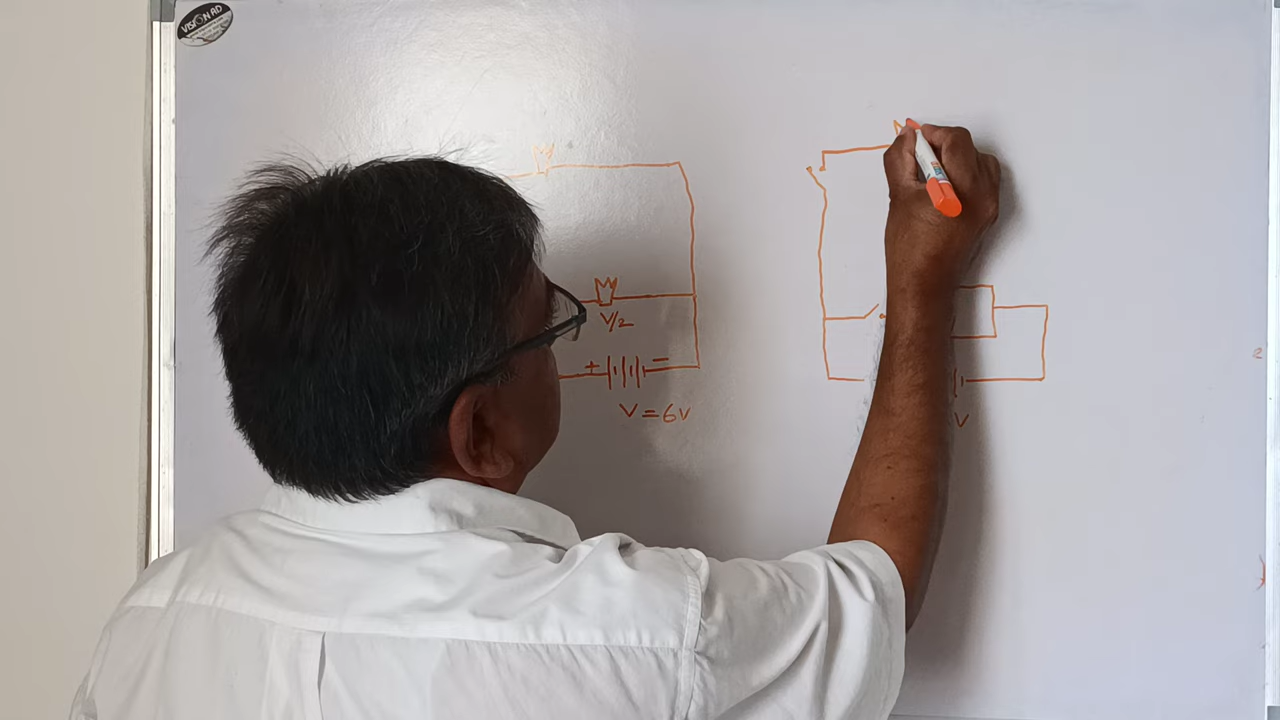 VISION AD
V/2
+ −
V = 6V
V